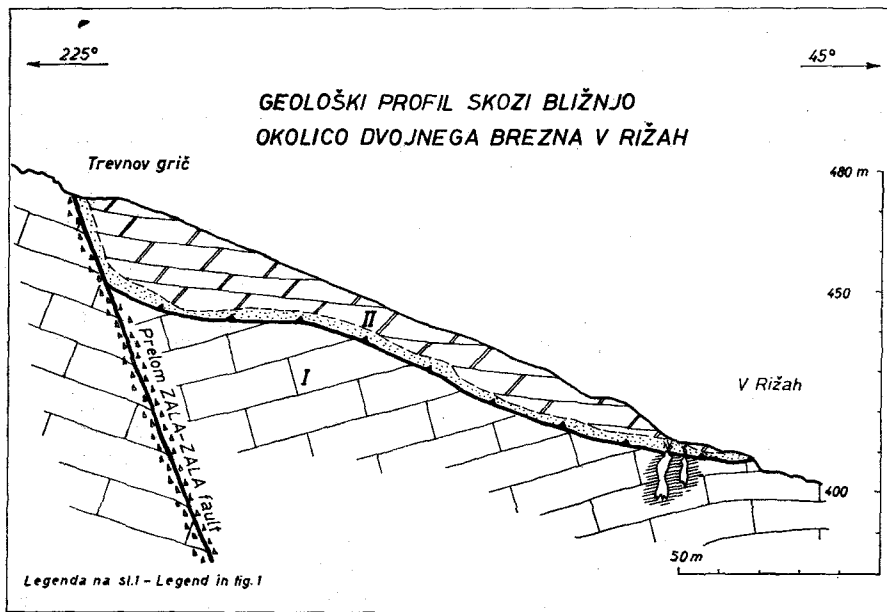 225°
45°
GEOLOŠKI PROFIL SKOZI BLIŽNJO
OKOLICO DVOJNEGA BREZNA V RIŽAH
Trevnov grič
480 m
450
II
I
Prelom ZALA-ZALA fault
V Rižah
400
50 m
Legenda na sl.1 - Legend in fig.1